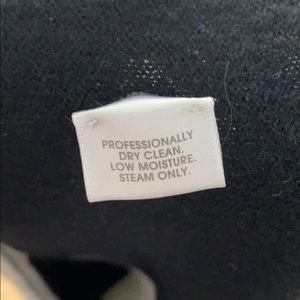 PROFESSIONALLY
DRY CLEAN.
LOW MOISTURE.
STEAM ONLY.